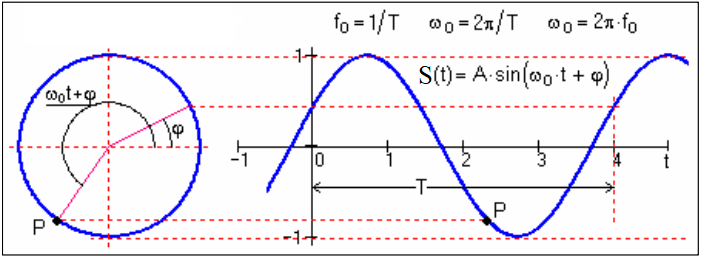 f₀=1/T ω₀=2π/T ω₀=2π·f₀
1
S(t)=A·sin(ω₀·t+φ)
ω₀t+φ
φ
-1 0 1 2 3 4 t
T
P P
-1